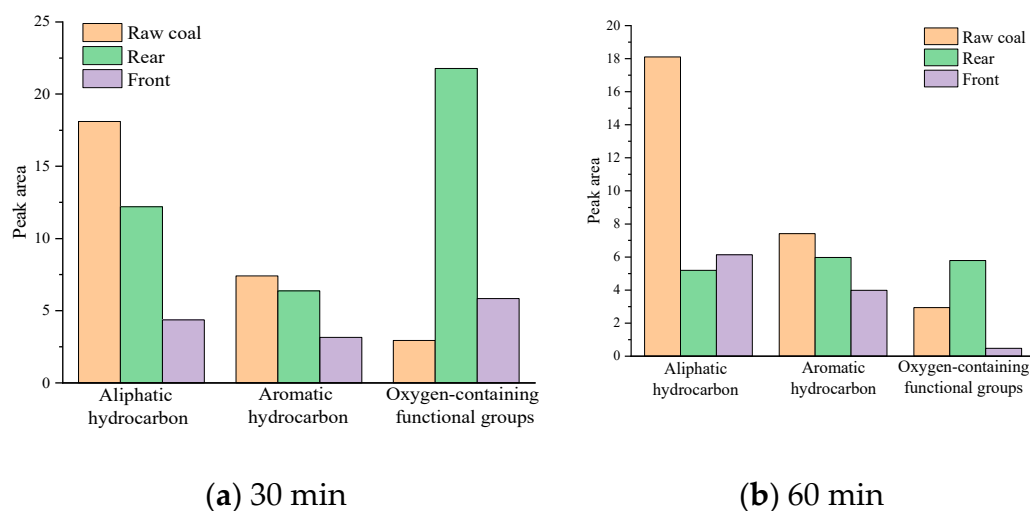 25
20
15
10
5
0
Peak area
Raw coal
Rear
Front
Aliphatic
hydrocarbon
Aromatic
hydrocarbon
Oxygen-containing
functional groups
(a) 30 min
20
18
16
14
12
10
8
6
4
2
0
Peak area
Raw coal
Rear
Front
Aliphatic
hydrocarbon
Aromatic
hydrocarbon
Oxygen-containing
functional groups
(b) 60 min